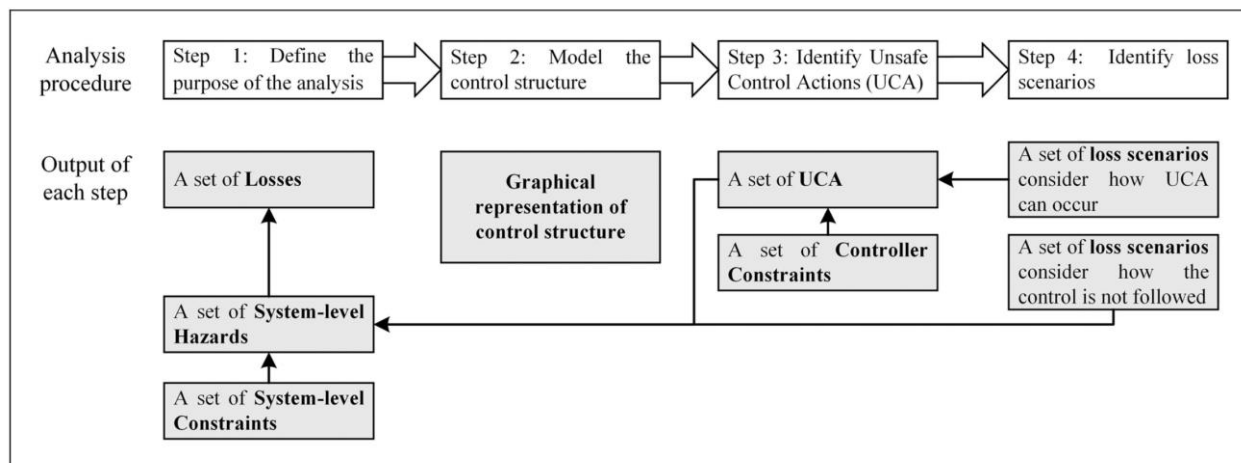 Analysis
procedure
Step 1: Define the
purpose of the analysis
Step 2: Model the
control structure
Step 3: Identify Unsafe
Control Actions (UCA)
Step 4: Identify loss
scenarios
Output of
each step
A set of Losses
Graphical
representation of
control structure
A set of UCA
A set of loss scenarios
consider how UCA
can occur
A set of Controller
Constraints
A set of loss scenarios
consider how the
control is not followed
A set of System-level
Hazards
A set of System-level
Constraints